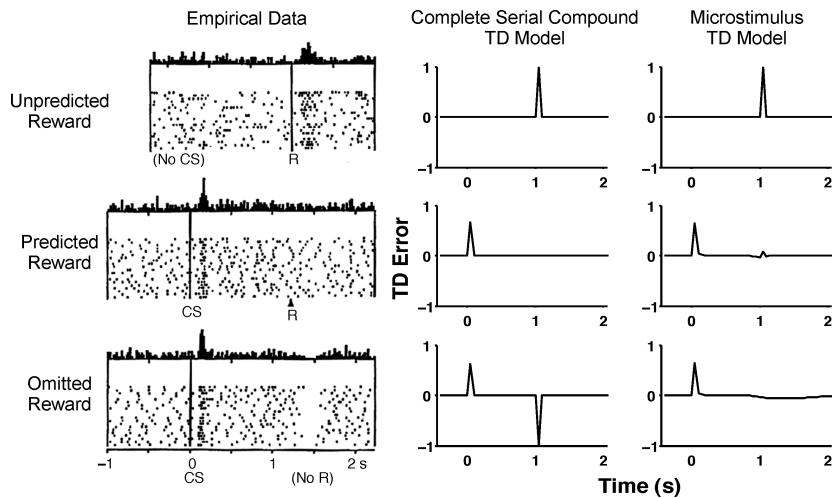 Empirical Data
Complete Serial Compound
TD Model
Microstimulus
TD Model
Unpredicted
Reward
(No CS)
R
1
0
−1
0
1
2
1
0
−1
0
1
2
Predicted
Reward
CS
R
TD Error
1
0
−1
0
1
2
1
0
−1
0
1
2
Omitted
Reward
−1
0
1
2 s
CS
(No R)
1
0
−1
0
1
2
1
0
−1
0
1
2
Time (s)